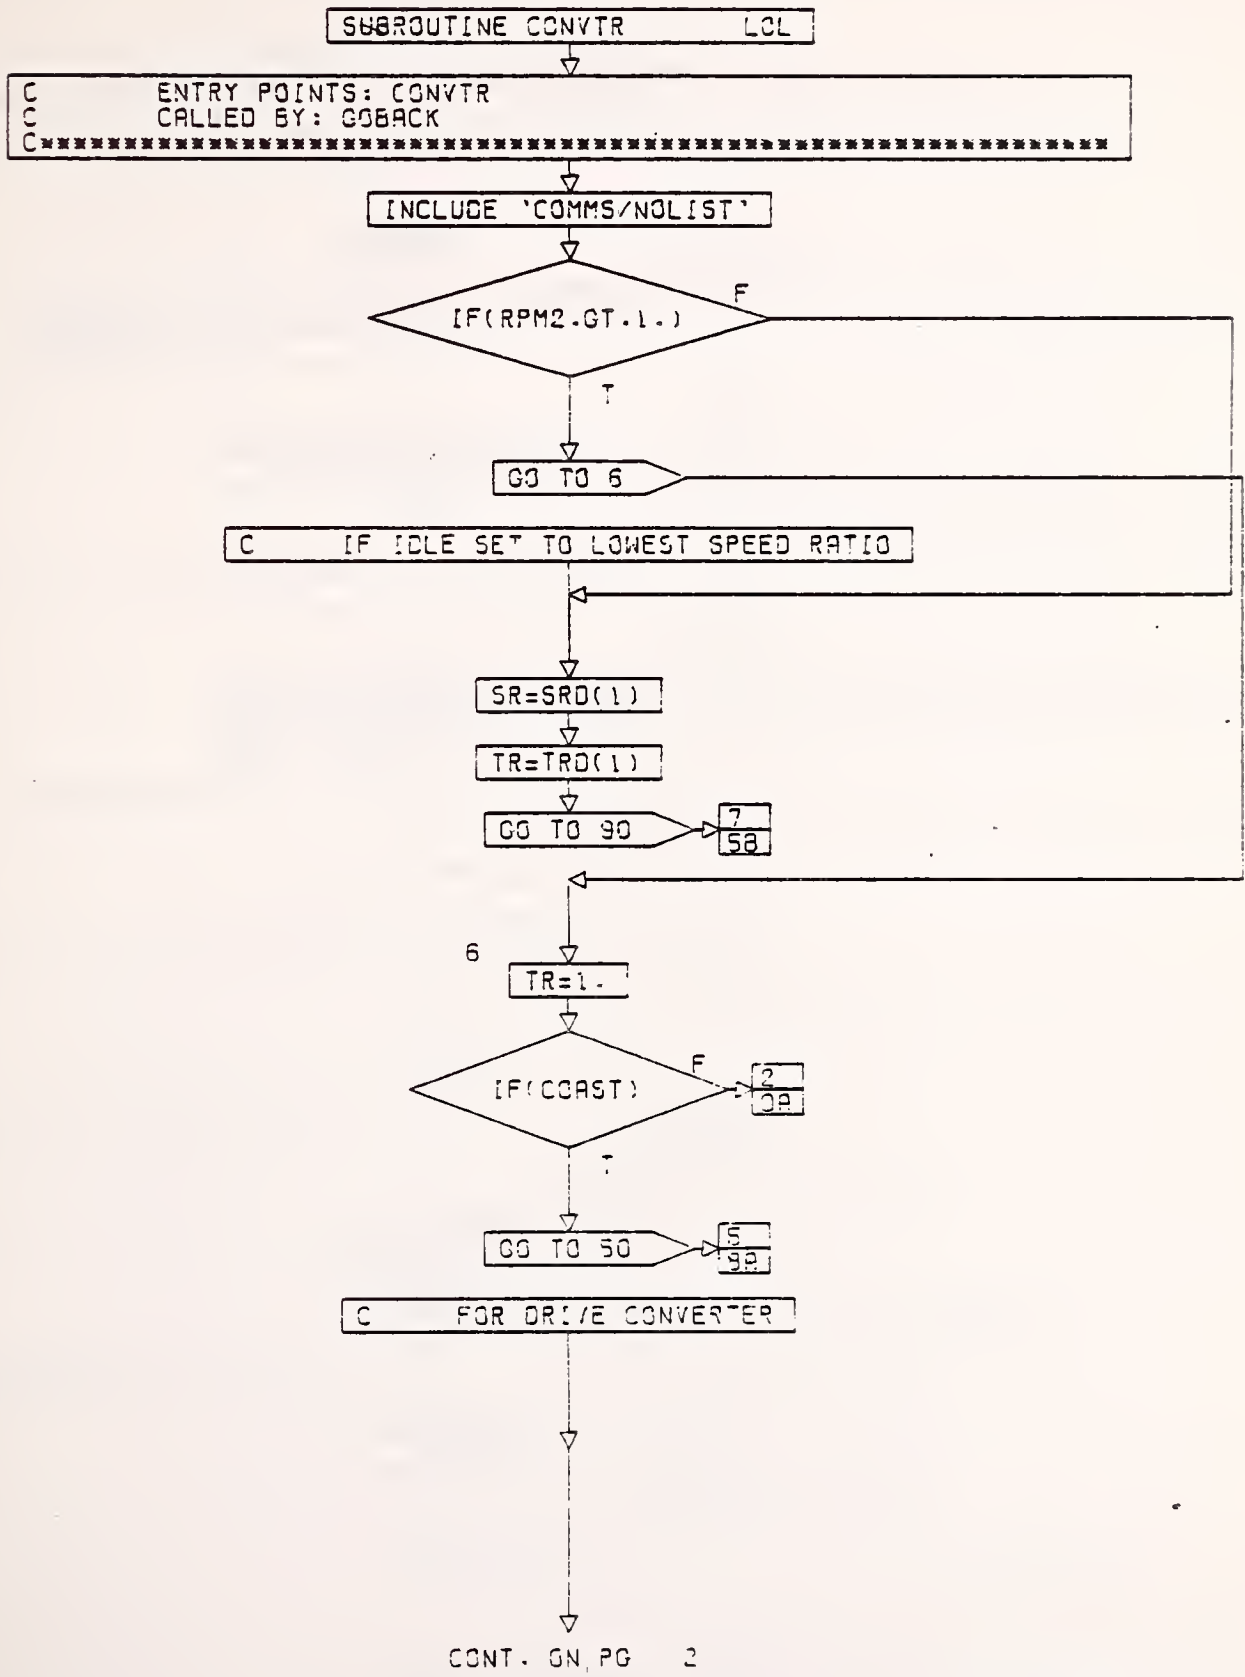 SUBROUTINE CONVTR LCL
C ENTRY POINTS: CONVTR
C CALLED BY: GOBACK
C**************************************************************
INCLUDE 'COMMS/NOLIST'
IF(RPM2.GT.1.)
F
T
GO TO 6
C IF IDLE SET TO LOWEST SPEED RATIO
SR=SRD(1)
TR=TRD(1)
GO TO 90
7
58
6
TR=1.
IF(COAST)
F
2
0A
T
GO TO 50
5
9A
C FOR DRIVE CONVERTER
CONT. ON PG 2